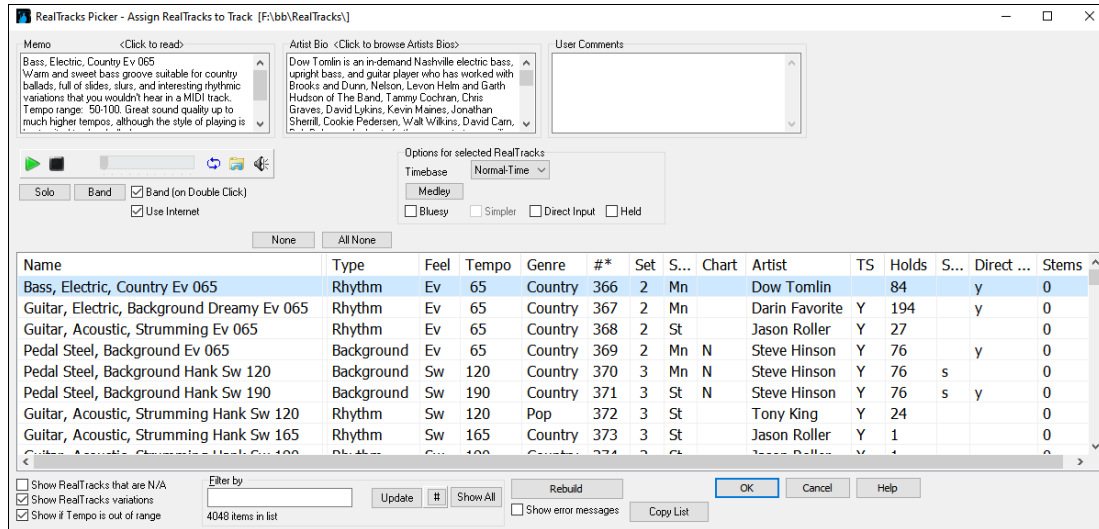 RealTracks Picker - Assign RealTracks to Track [F:\bb\RealTracks\]
Memo <Click to read>
Bass, Electric, Country Ev 065
Warm and sweet bass groove suitable for country
ballads, full of slides, slurs, and interesting rhythmic
variations that you wouldn't hear in a MIDI track.
Tempo range: 50-100. Great sound quality up to
much higher tempos, although the style of playing is
Artist Bio <Click to browse Artists Bios>
Dow Tomlin is an in-demand Nashville electric bass,
upright bass, and guitar player who has worked with
Brooks and Dunn, Nelson, Levon Helm and Garth
Hudson of The Band, Tammy Cochran, Chris
Graves, David Lykins, Kevin Maines, Jonathan
Sherrill, Cookie Pedersen, Walt Wilkins, David Carn,
User Comments
Solo Band Band (on Double Click)
Use Internet
Options for selected RealTracks
Timebase Normal-Time
Medley
Bluesy Simpler Direct Input Held
None All None
Name Type Feel Tempo Genre #* Set S... Chart Artist TS Holds S... Direct ... Stems
Bass, Electric, Country Ev 065 Rhythm Ev 65 Country 366 2 Mn Dow Tomlin 84 y 0
Guitar, Electric, Background Dreamy Ev 065 Rhythm Ev 65 Country 367 2 Mn Darin Favorite Y 194 y 0
Guitar, Acoustic, Strumming Ev 065 Rhythm Ev 65 Country 368 2 St Jason Roller Y 27 0
Pedal Steel, Background Ev 065 Background Ev 65 Country 369 2 Mn N Steve Hinson Y 76 y 0
Pedal Steel, Background Hank Sw 120 Background Sw 120 Country 370 3 Mn N Steve Hinson Y 76 s 0
Pedal Steel, Background Hank Sw 190 Background Sw 190 Country 371 3 St N Steve Hinson Y 76 s y 0
Guitar, Acoustic, Strumming Hank Sw 120 Rhythm Sw 120 Pop 372 3 St Tony King Y 24 0
Guitar, Acoustic, Strumming Hank Sw 165 Rhythm Sw 165 Country 373 3 St Jason Roller Y 1 0
Show RealTracks that are N/A
Show RealTracks variations
Show if Tempo is out of range
Filter by
Update # Show All
4048 items in list
Rebuild
Show error messages Copy List
OK Cancel Help